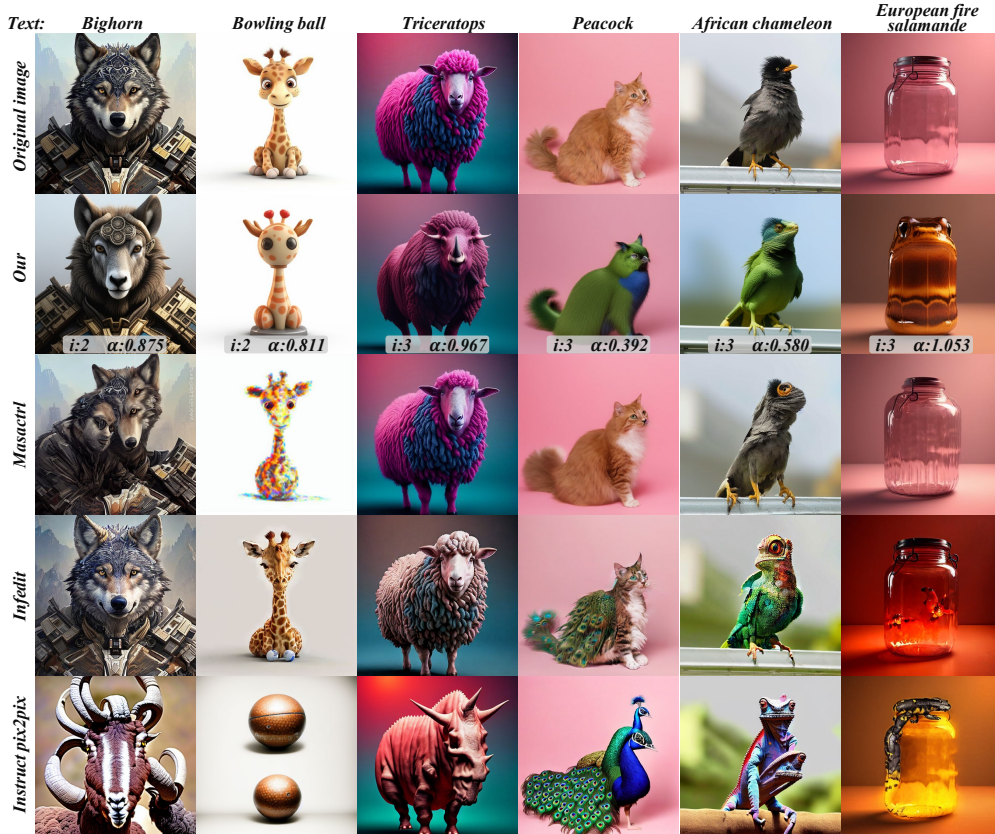 Text:
Bighorn
Bowling ball
Triceratops
Peacock
African chameleon
European fire
salamande
Original image
Our
i:2 α:0.875
i:2 α:0.811
i:3 α:0.967
i:3 α:0.392
i:3 α:0.580
i:3 α:1.053
Masactrl
Infedit
Instruct pix2pix